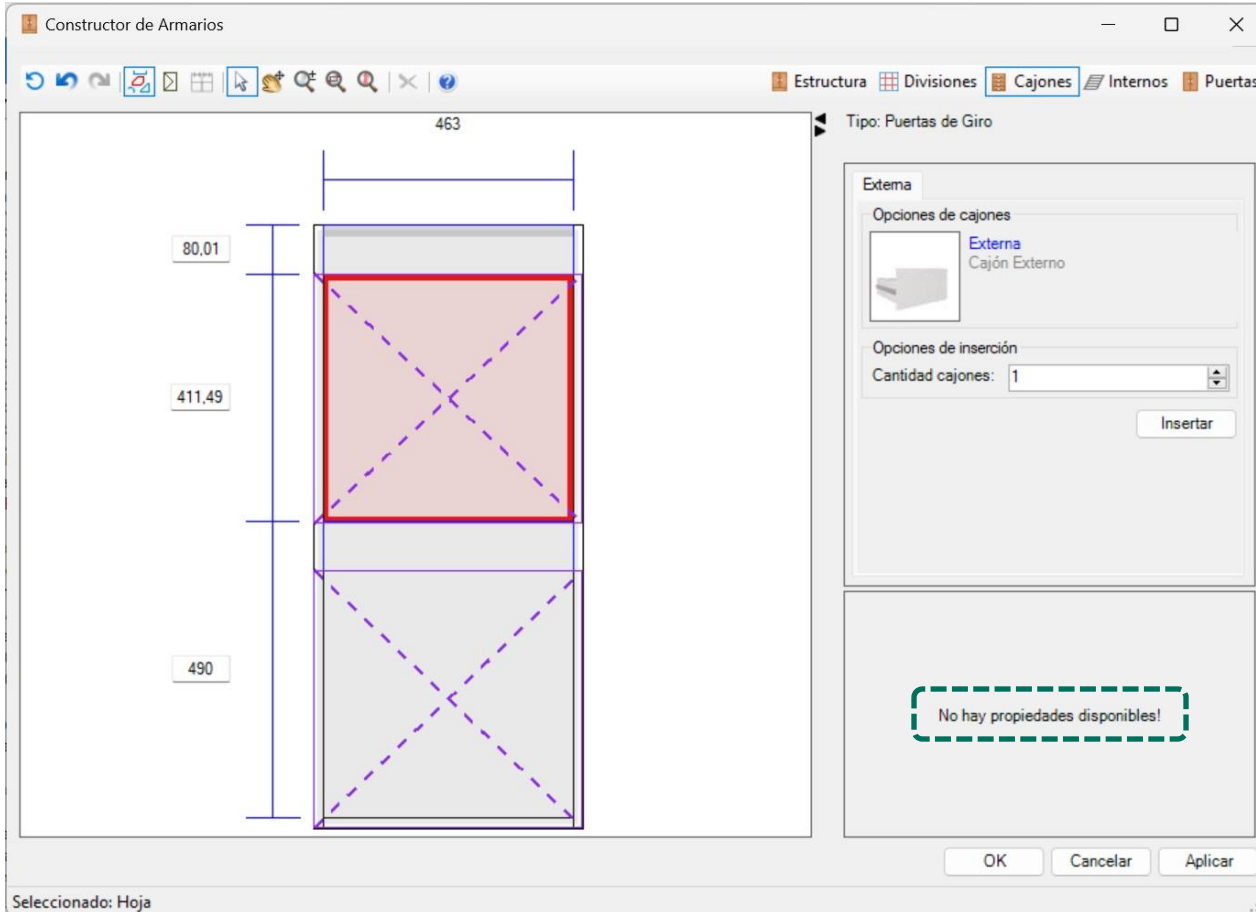 Constructor de Armarios
Estructura Divisiones Cajones Internos Puertas
463
Tipo: Puertas de Giro
Externa
Opciones de cajones
80,01
Externa
Cajón Externo
Opciones de inserción
Cantidad cajones: 1
411,49
Insertar
490
No hay propiedades disponibles!
OK Cancelar Aplicar
Seleccionado: Hoja